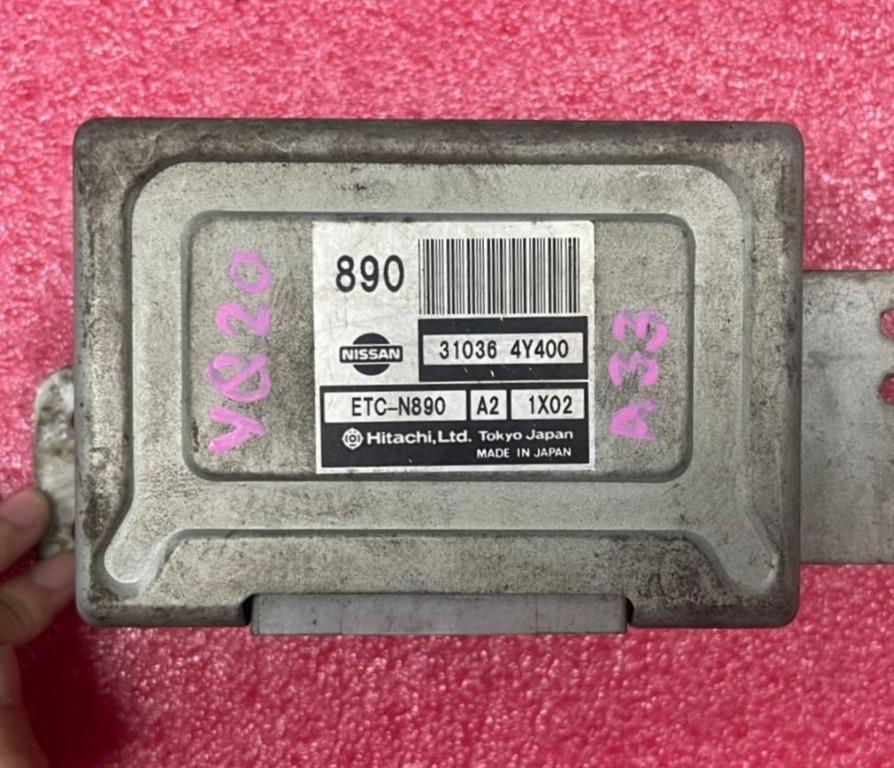 890
NISSAN
31036 4Y400
ETC-N890 A2 1X02
Hitachi, Ltd. Tokyo Japan
MADE IN JAPAN
VQ20
A33